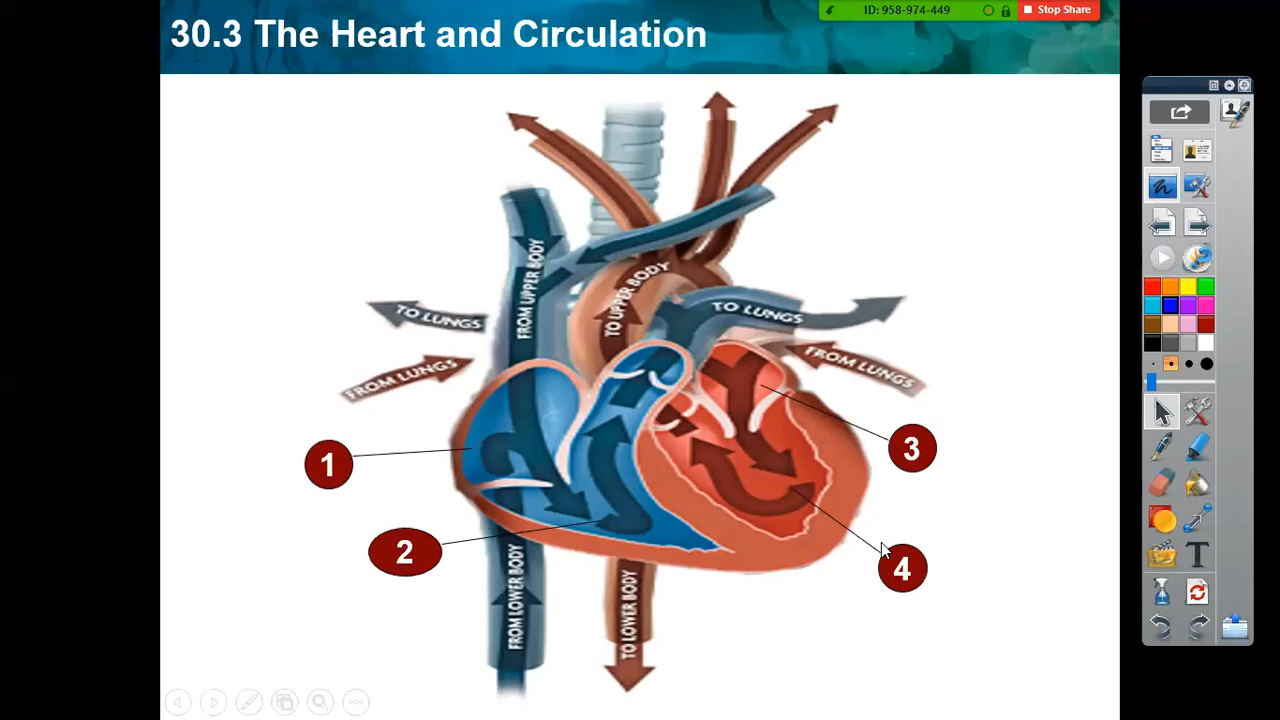 ID: 958-974-449
Stop Share
30.3 The Heart and Circulation
FROM UPPER BODY
TO UPPER BODY
TO LUNGS
TO LUNGS
FROM LUNGS
FROM LUNGS
1
3
2
4
FROM LOWER BODY
TO LOWER BODY
T